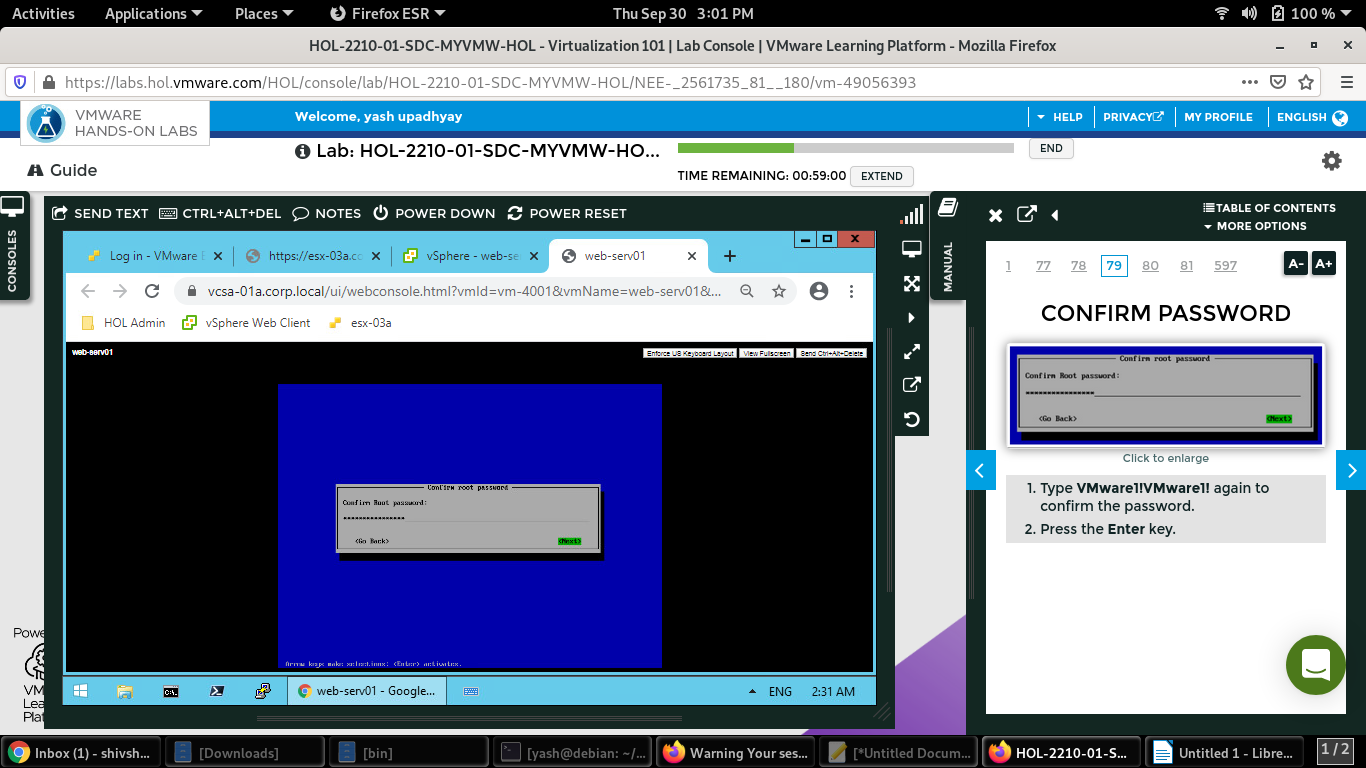 Activities Applications Places Firefox ESR Thu Sep 30 3:01 PM 100 %
HOL-2210-01-SDC-MYVMW-HOL - Virtualization 101 | Lab Console | VMware Learning Platform - Mozilla Firefox
https://labs.hol.vmware.com/HOL/console/lab/HOL-2210-01-SDC-MYVMW-HOL/NEE-_2561735_81__180/vm-49056393
VMWARE
HANDS-ON LABS
Welcome, yash upadhyay
HELP PRIVACY MY PROFILE ENGLISH
Guide
Lab: HOL-2210-01-SDC-MYVMW-HO...
END
TIME REMAINING: 00:59:00 EXTEND
CONSOLES
SEND TEXT CTRL+ALT+DEL NOTES POWER DOWN POWER RESET
MANUAL
TABLE OF CONTENTS
MORE OPTIONS
Log in - VMware E https://esx-03a.co vSphere - web-se web-serv01
vcsa-01a.corp.local/ui/webconsole.html?vmId=vm-4001&vmName=web-serv01&...
HOL Admin vSphere Web Client esx-03a
web-serv01
Enforce US Keyboard Layout View Fullscreen Send Ctrl+Alt+Delete
Confirm root password
Confirm Root password:
****************
<Go Back> <Next>
Arrow keys make selections; <Enter> activates.
web-serv01 - Google...
ENG 2:31 AM
1 77 78 79 80 81 597
A- A+
CONFIRM PASSWORD
Confirm root password
Confirm Root password:
****************
<Go Back> <Next>
Click to enlarge
1. Type VMware1!VMware1! again to
confirm the password.
2. Press the Enter key.
Powe
VM
Lea
Plat
Inbox (1) - shivsh... [Downloads] [bin] [yash@debian: ~/... Warning Your ses... [*Untitled Docum... HOL-2210-01-S... Untitled 1 - Libre... 1 / 2